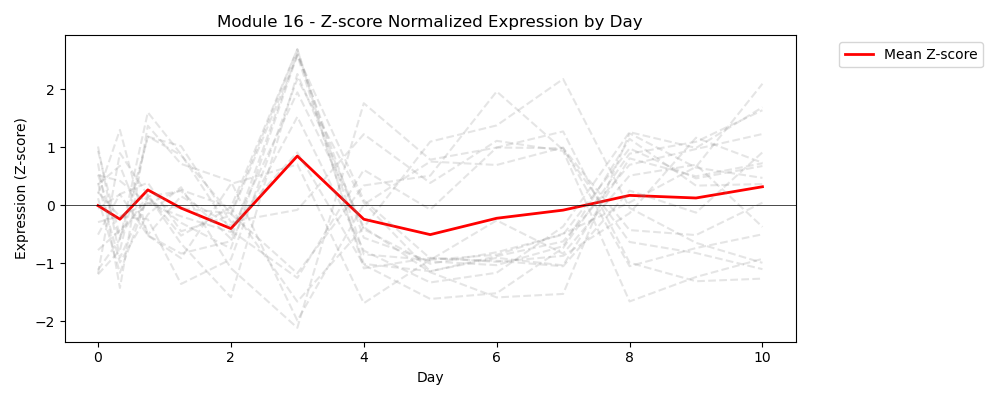 Module 16 - Z-score Normalized Expression by Day
Mean Z-score
Expression (Z-score)
2
1
0
−1
−2
0
2
4
6
8
10
Day